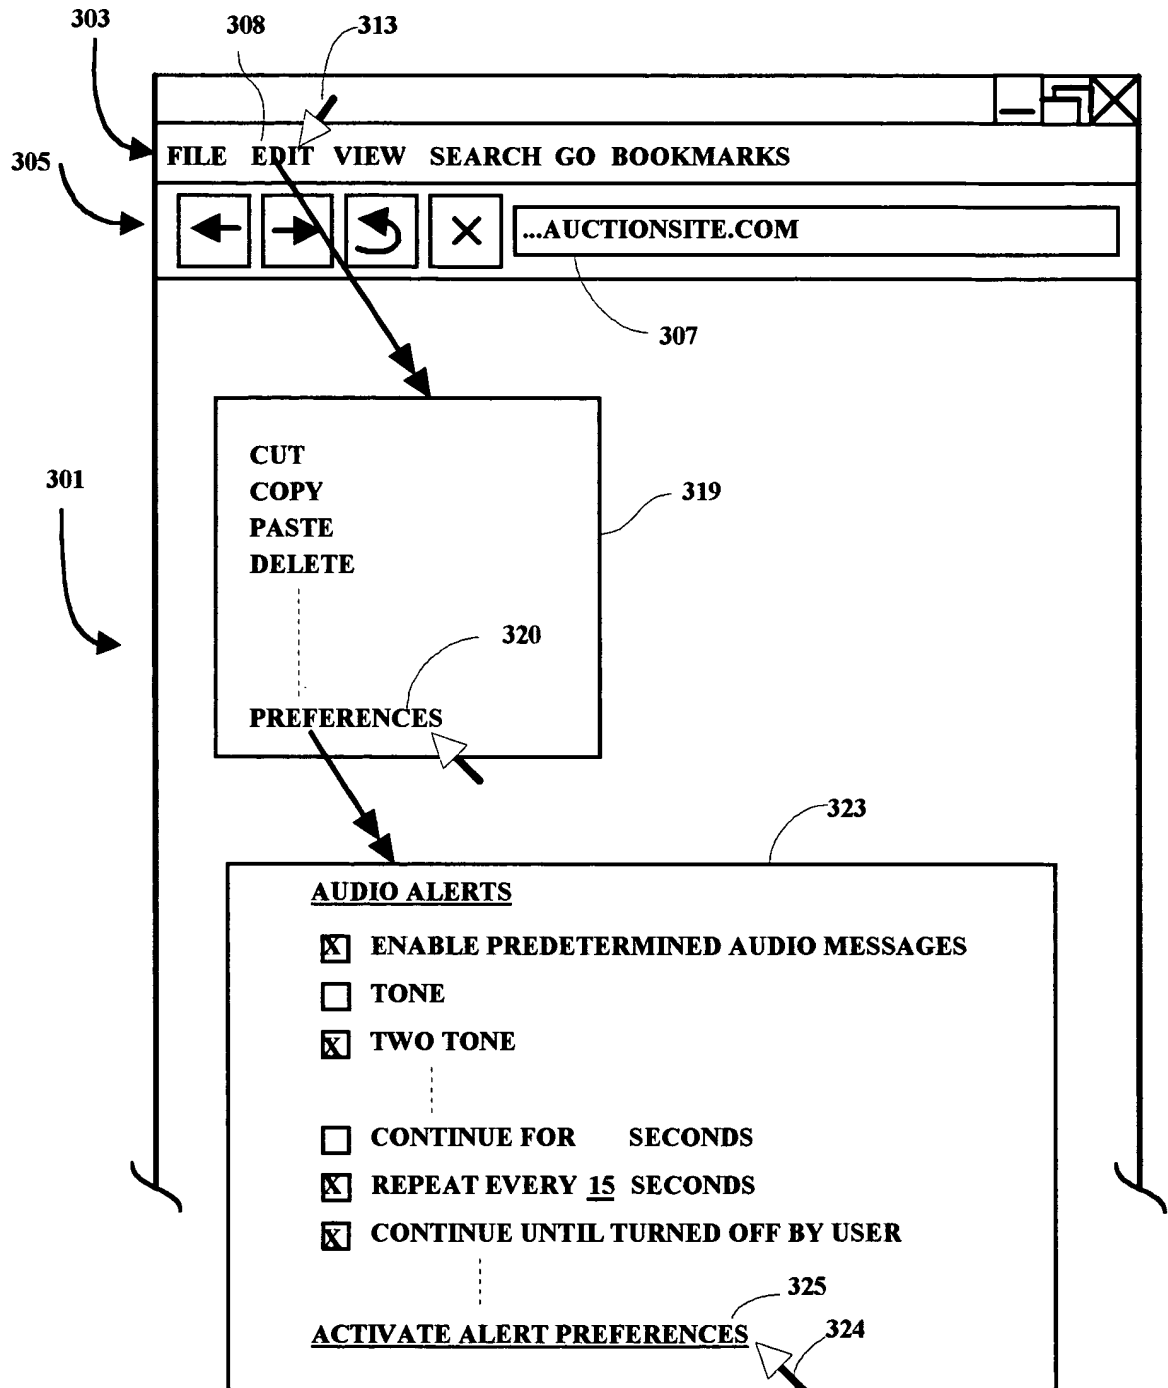 303
308
313
FILE EDIT VIEW SEARCH GO BOOKMARKS
305
...AUCTIONSITE.COM
307
CUT
COPY
PASTE
DELETE
301
319
320
PREFERENCES
323
AUDIO ALERTS
X ENABLE PREDETERMINED AUDIO MESSAGES
TONE
X TWO TONE
CONTINUE FOR SECONDS
X REPEAT EVERY 15 SECONDS
X CONTINUE UNTIL TURNED OFF BY USER
325
ACTIVATE ALERT PREFERENCES
324